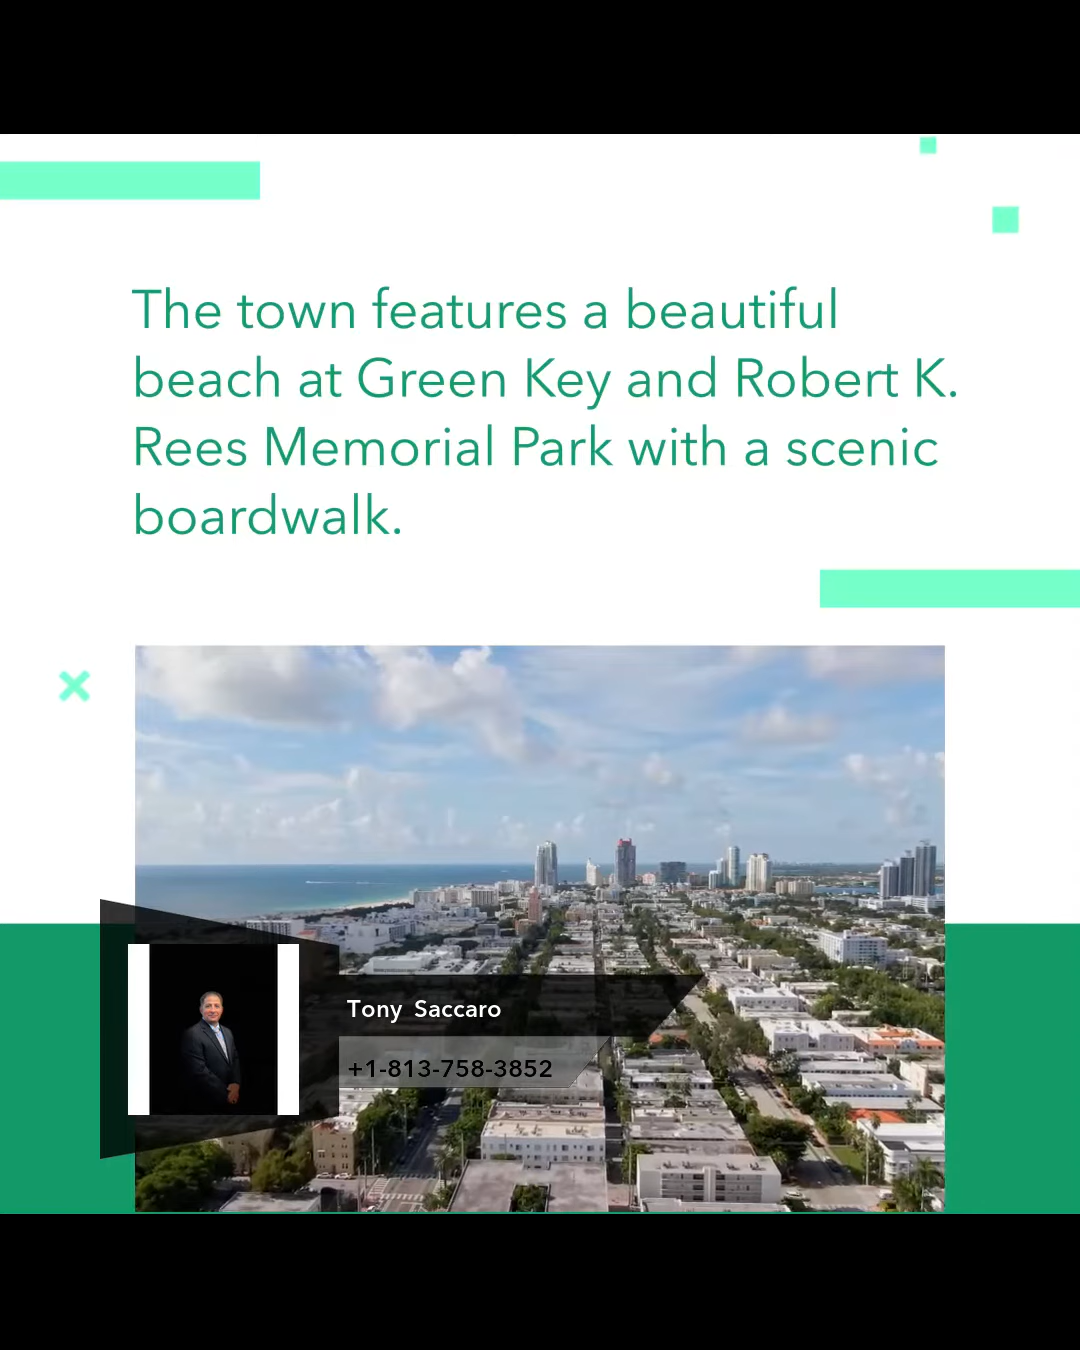 The town features a beautiful
beach at Green Key and Robert K.
Rees Memorial Park with a scenic
boardwalk.
Tony Saccaro
+1-813-758-3852